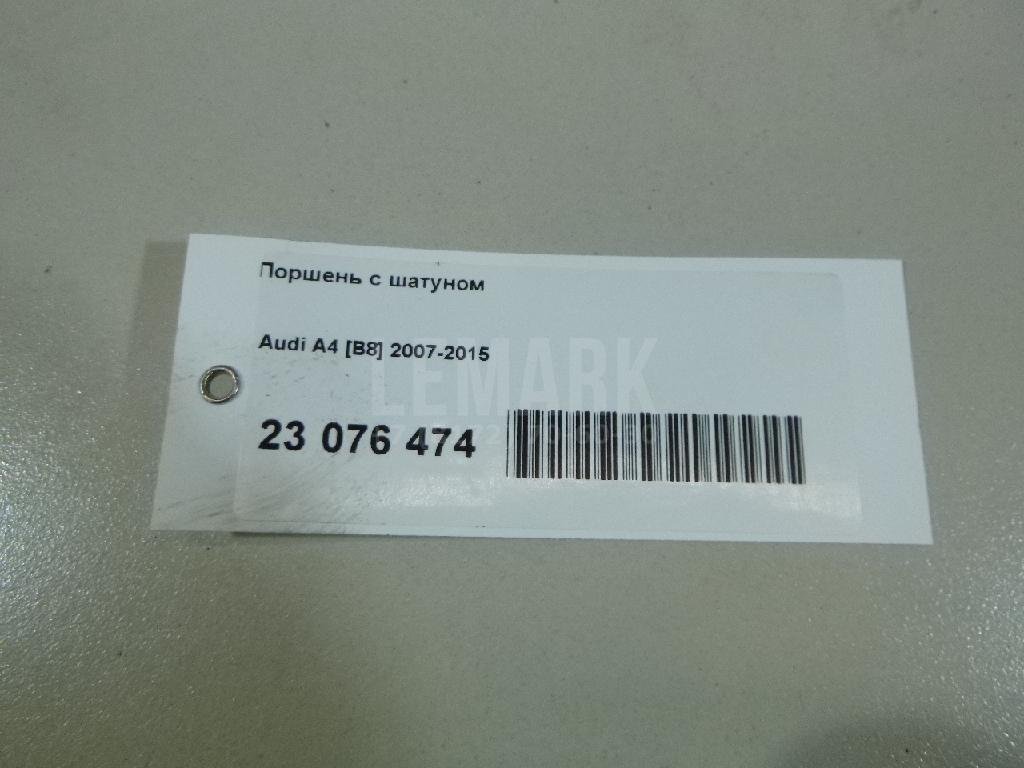 Поршень с шатуном
Audi A4 [B8] 2007-2015
LEMARK
23 076 474